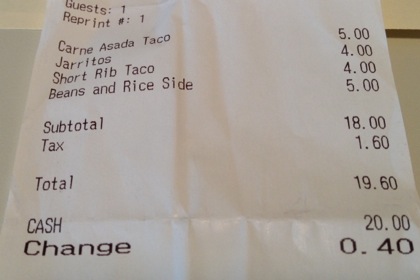 Guests: 1
Reprint #: 1
Carne Asada Taco 5.00
Jarritos 4.00
Short Rib Taco 4.00
Beans and Rice Side 5.00
Subtotal 18.00
Tax 1.60
Total 19.60
CASH 20.00
Change 0.40